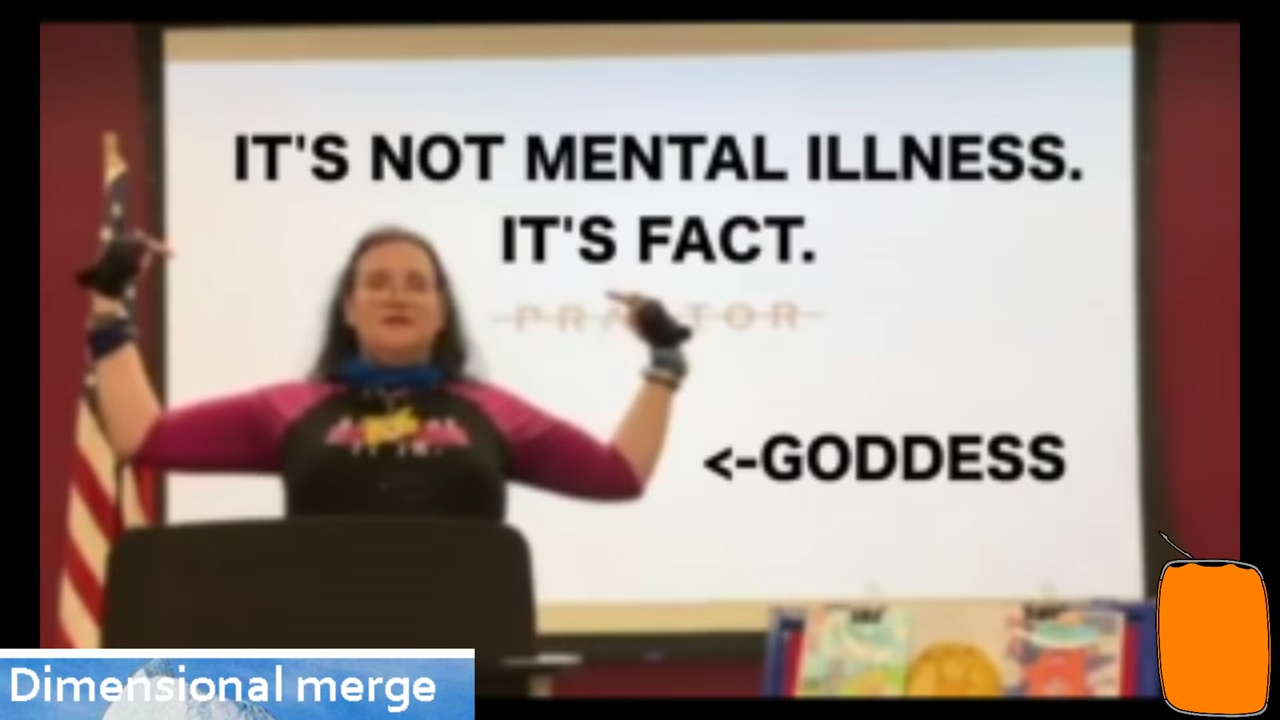 IT'S NOT MENTAL ILLNESS.
IT'S FACT.
<-GODDESS
Dimensional merge